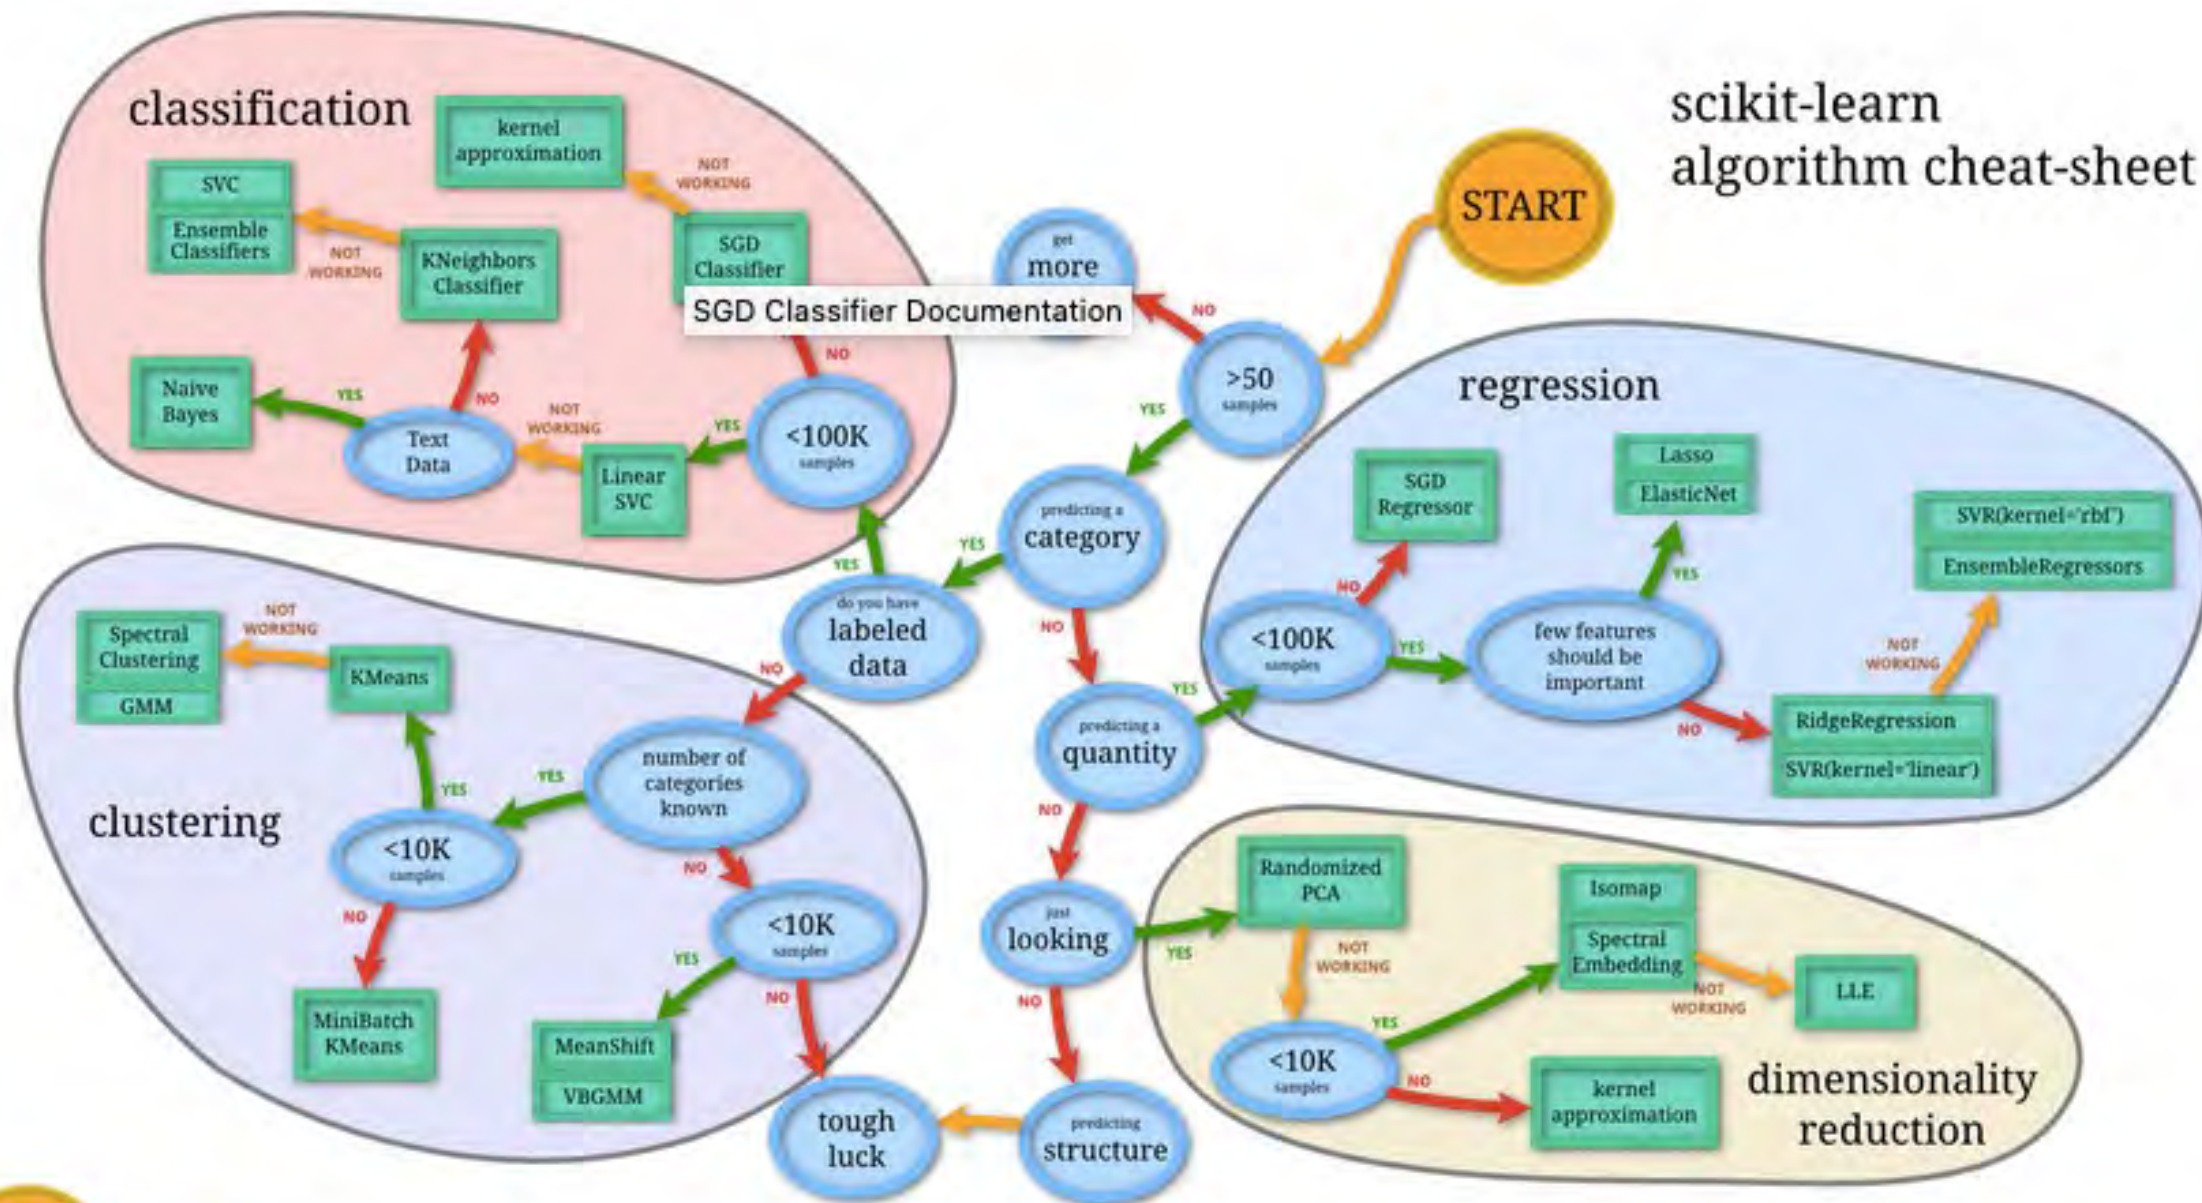 scikit-learn
algorithm cheat-sheet
START
>50
samples
NO
get
more
YES
predicting a
category
YES
NO
do you have
labeled
data
YES
NO
predicting a
quantity
YES
NO
just
looking
YES
NO
predicting
structure
tough
luck
classification
kernel
approximation
NOT
WORKING
SGD
Classifier
SGD Classifier Documentation
NO
<100K
samples
YES
Linear
SVC
NOT
WORKING
Text
Data
YES
Naive
Bayes
NO
KNeighbors
Classifier
NOT
WORKING
SVC
Ensemble
Classifiers
regression
<100K
samples
NO
SGD
Regressor
YES
few features
should be
important
YES
Lasso
ElasticNet
NO
RidgeRegression
SVR(kernel='linear')
NOT
WORKING
SVR(kernel='rbf')
EnsembleRegressors
clustering
number of
categories
known
YES
<10K
samples
YES
KMeans
NOT
WORKING
Spectral
Clustering
GMM
NO
MiniBatch
KMeans
NO
<10K
samples
YES
MeanShift
VBGMM
NO
dimensionality
reduction
Randomized
PCA
NOT
WORKING
<10K
samples
YES
Isomap
Spectral
Embedding
NOT
WORKING
LLE
NO
kernel
approximation